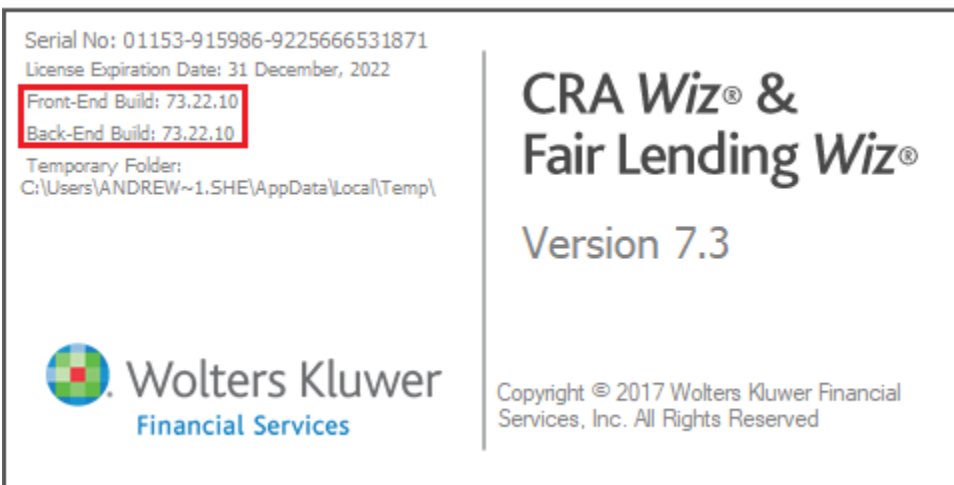 Serial No: 01153-915986-9225666531871
License Expiration Date: 31 December, 2022
Front-End Build: 73.22.10
Back-End Build: 73.22.10
Temporary Folder:
C:\Users\ANDREW~1.SHE\AppData\Local\Temp\
CRA Wiz® &
Fair Lending Wiz®
Version 7.3
Wolters Kluwer
Financial Services
Copyright © 2017 Wolters Kluwer Financial
Services, Inc. All Rights Reserved